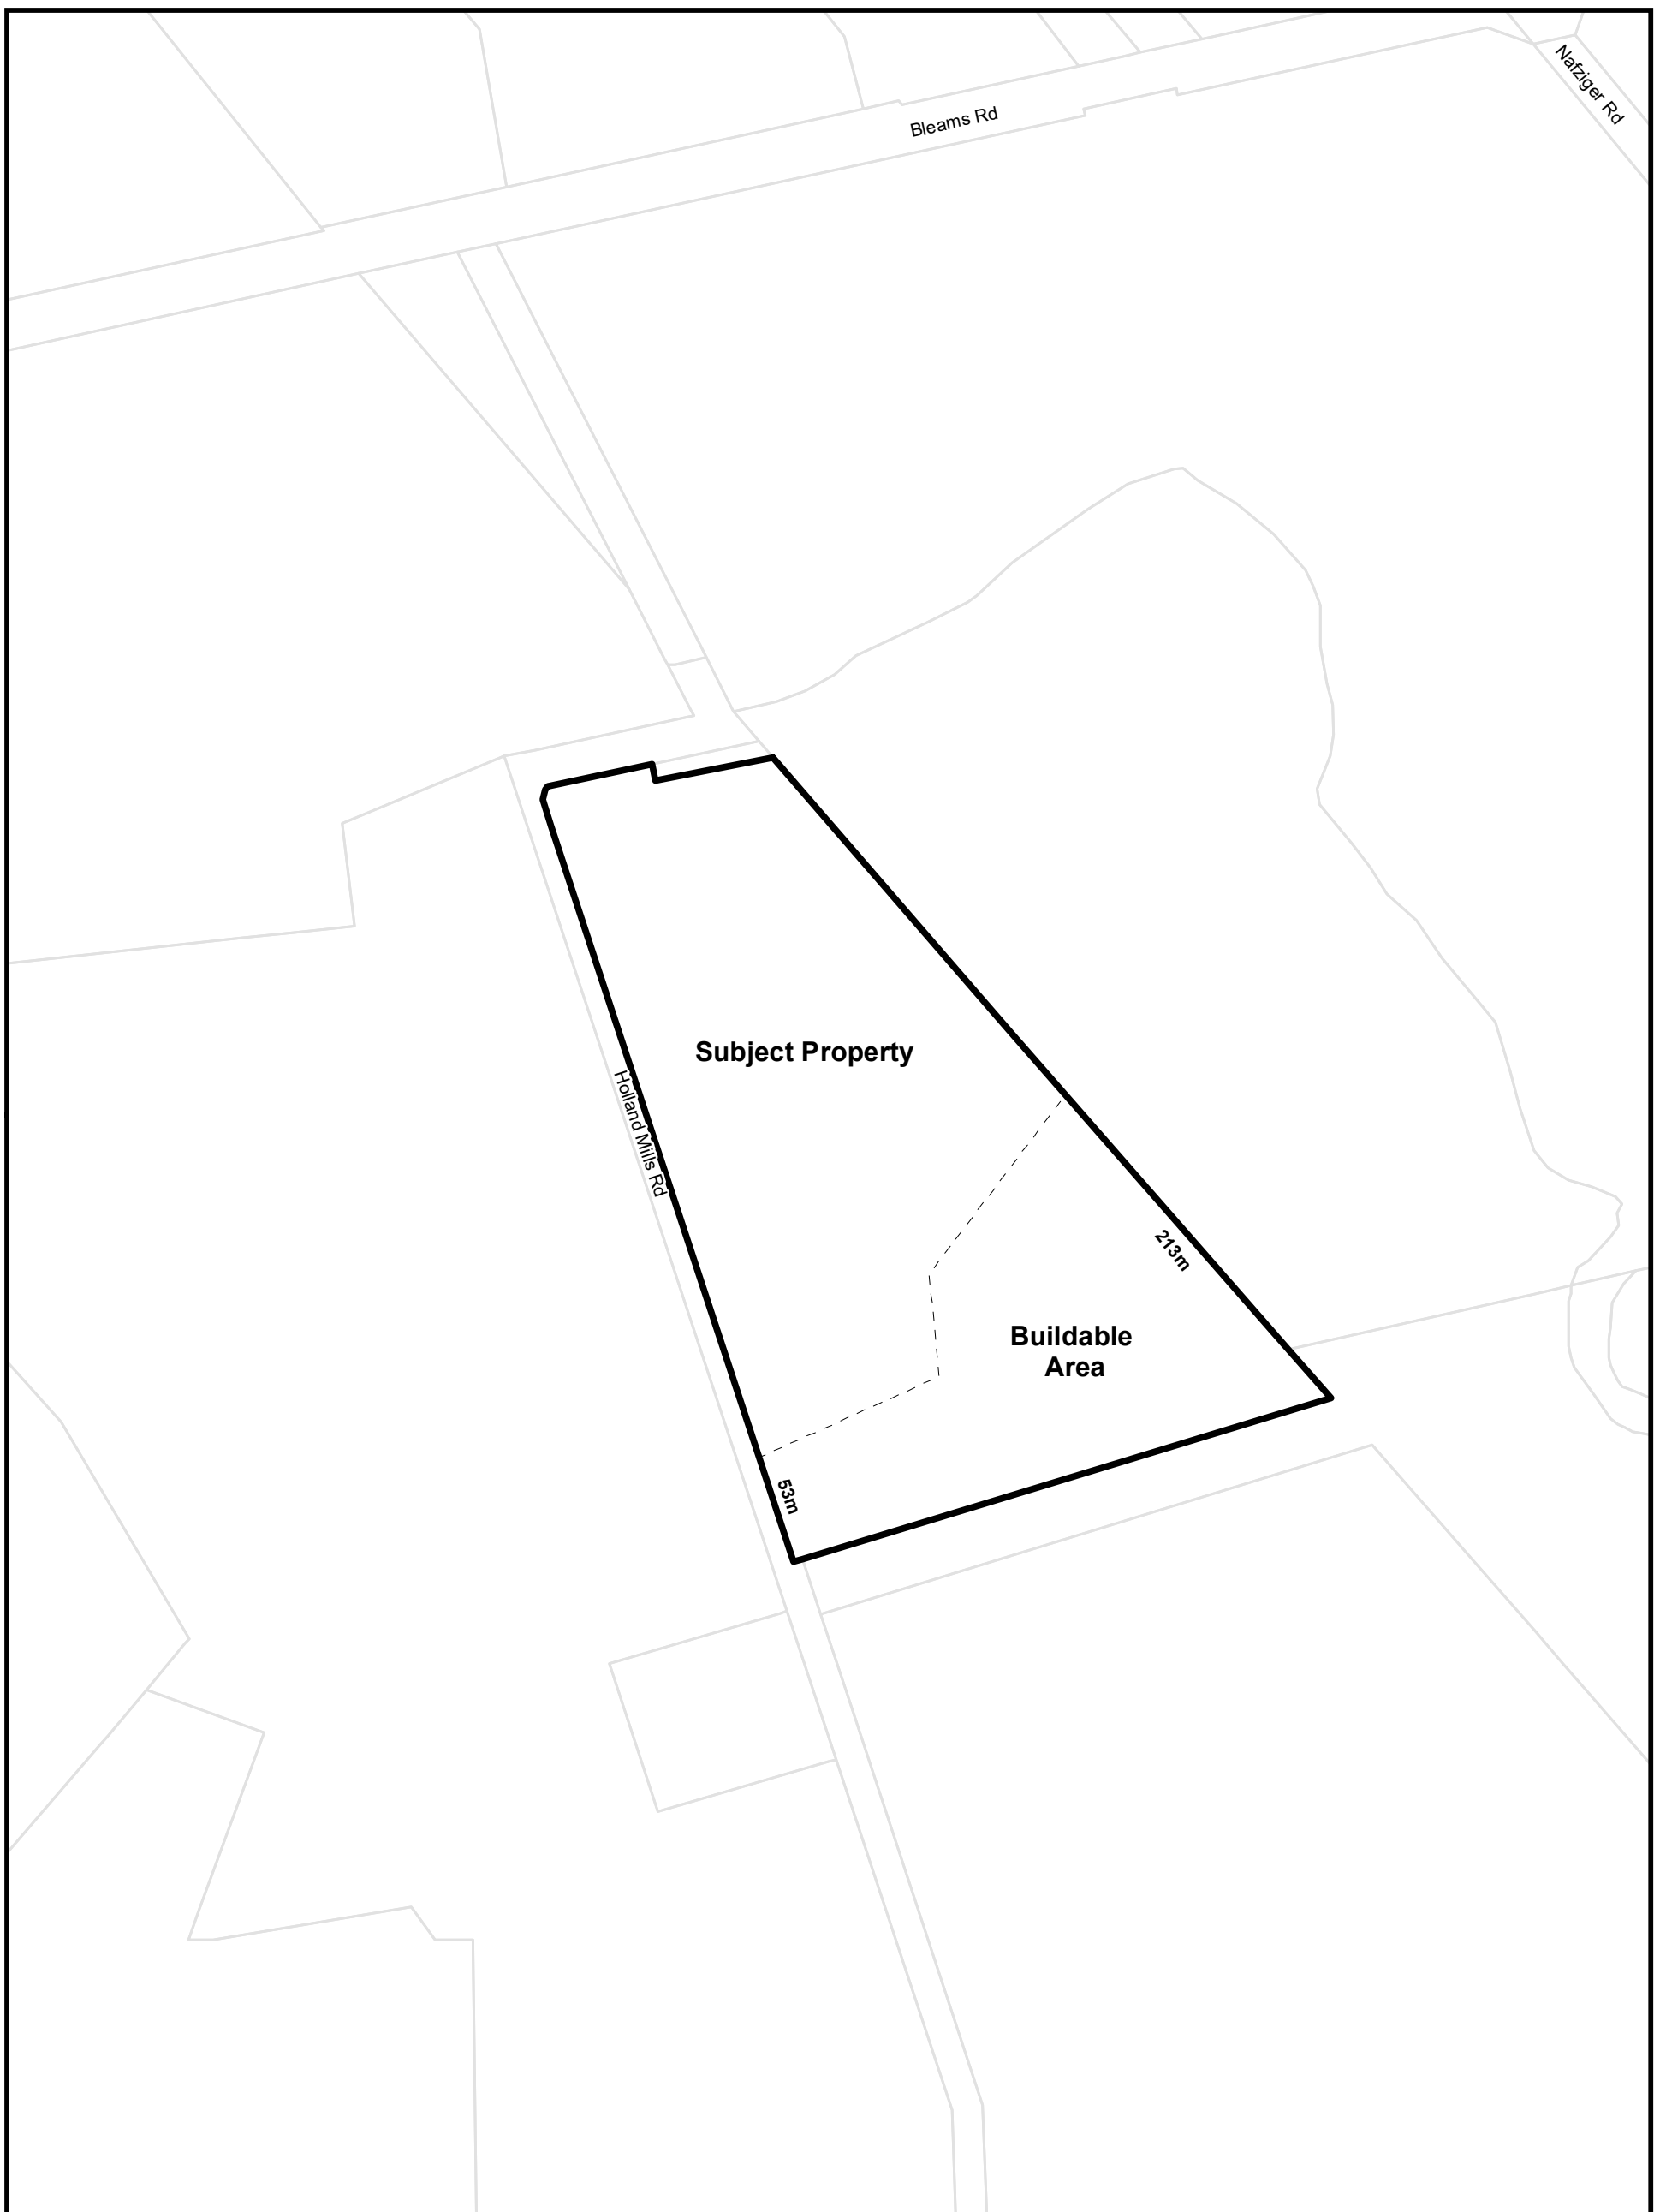 Nafziger Rd
Bleams Rd
Subject Property
Holland Mills Rd
213m
Buildable
Area
53m